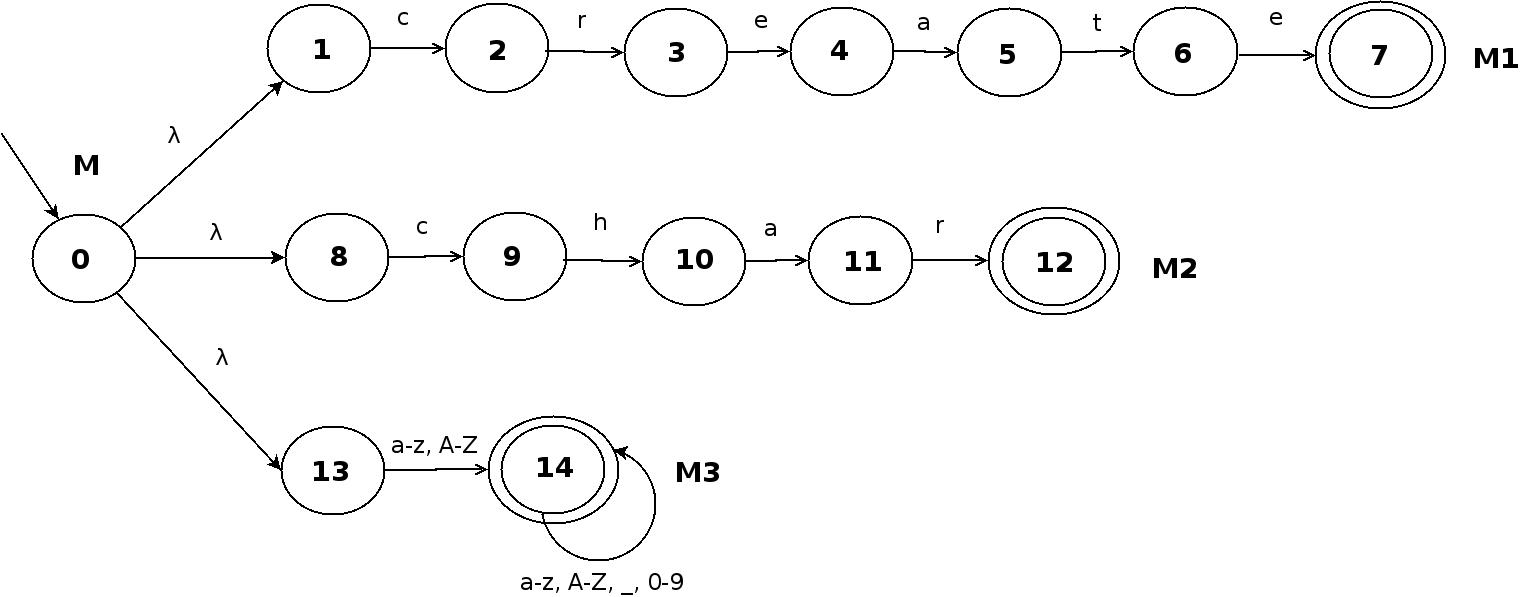 c r e a t e
1 2 3 4 5 6 7 M1
λ
M
λ c h a r
0 8 9 10 11 12 M2
λ
a-z, A-Z
13 14 M3
a-z, A-Z, _, 0-9